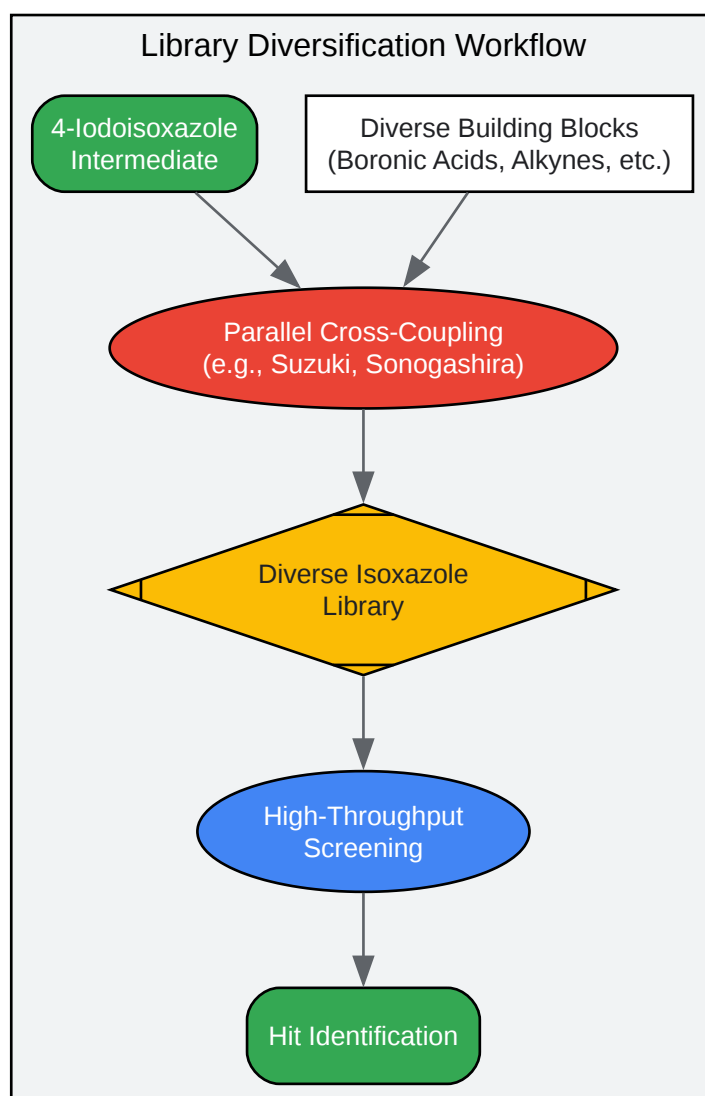 Library Diversification Workflow
4-Iodoisoxazole
Intermediate
Diverse Building Blocks
(Boronic Acids, Alkynes, etc.)
Parallel Cross-Coupling
(e.g., Suzuki, Sonogashira)
Diverse Isoxazole
Library
High-Throughput
Screening
Hit Identification